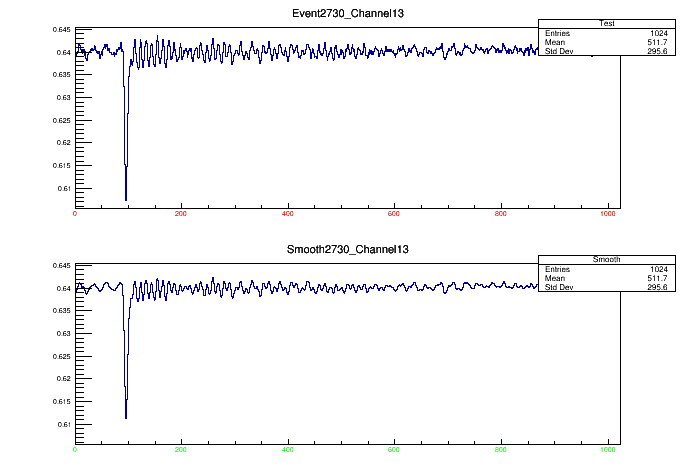 Event2730_Channel13
Test
Entries 1024
Mean 511.7
Std Dev 295.6
0.645
0.64
0.635
0.63
0.625
0.62
0.615
0.61
0 200 400 600 800 1000
Smooth2730_Channel13
Smooth
Entries 1024
Mean 511.7
Std Dev 295.6
0.645
0.64
0.635
0.63
0.625
0.62
0.615
0.61
0 200 400 600 800 1000